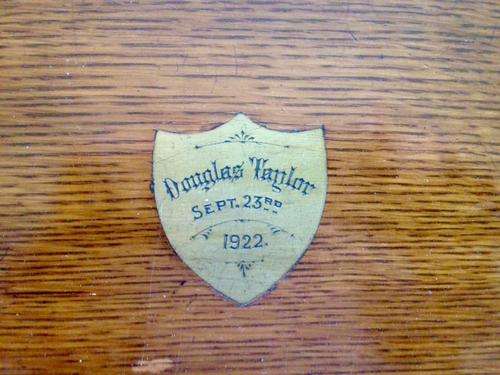 Douglas Taylor
SEPT. 23RD
1922.